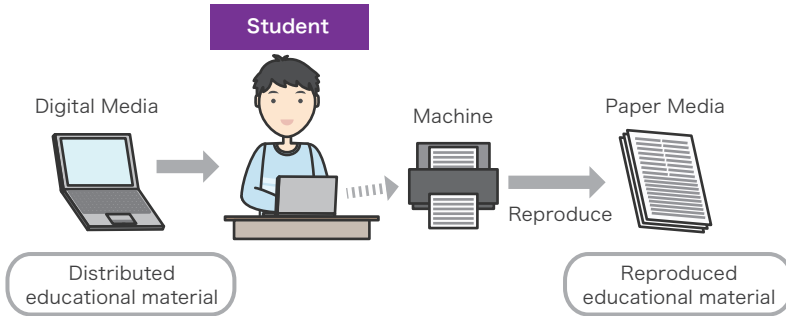 Student
Digital Media
Machine
Paper Media
Reproduce
Distributed
educational material
Reproduced
educational material